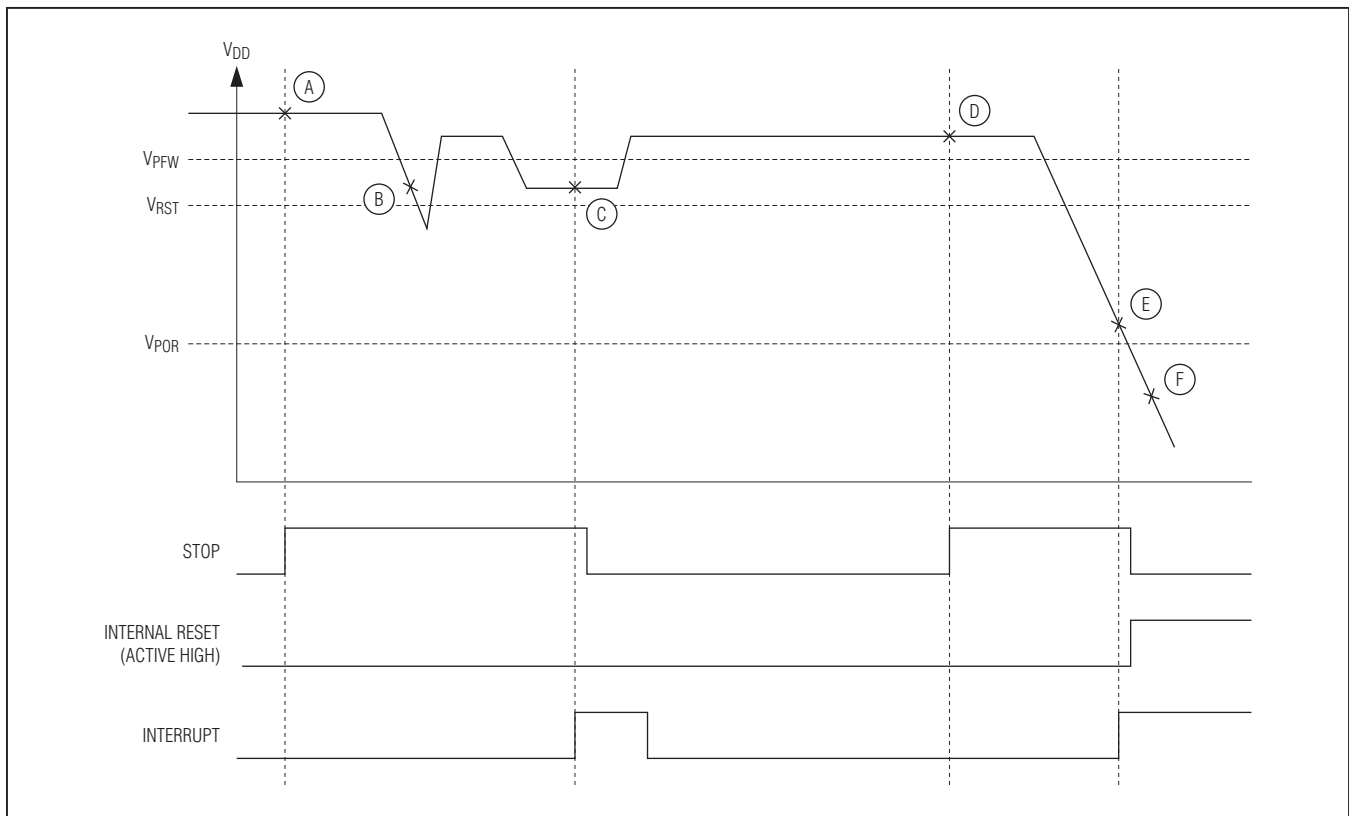 VDD
A
D
VPFW
B
C
VRST
E
VPOR
F
STOP
INTERNAL RESET
(ACTIVE HIGH)
INTERRUPT